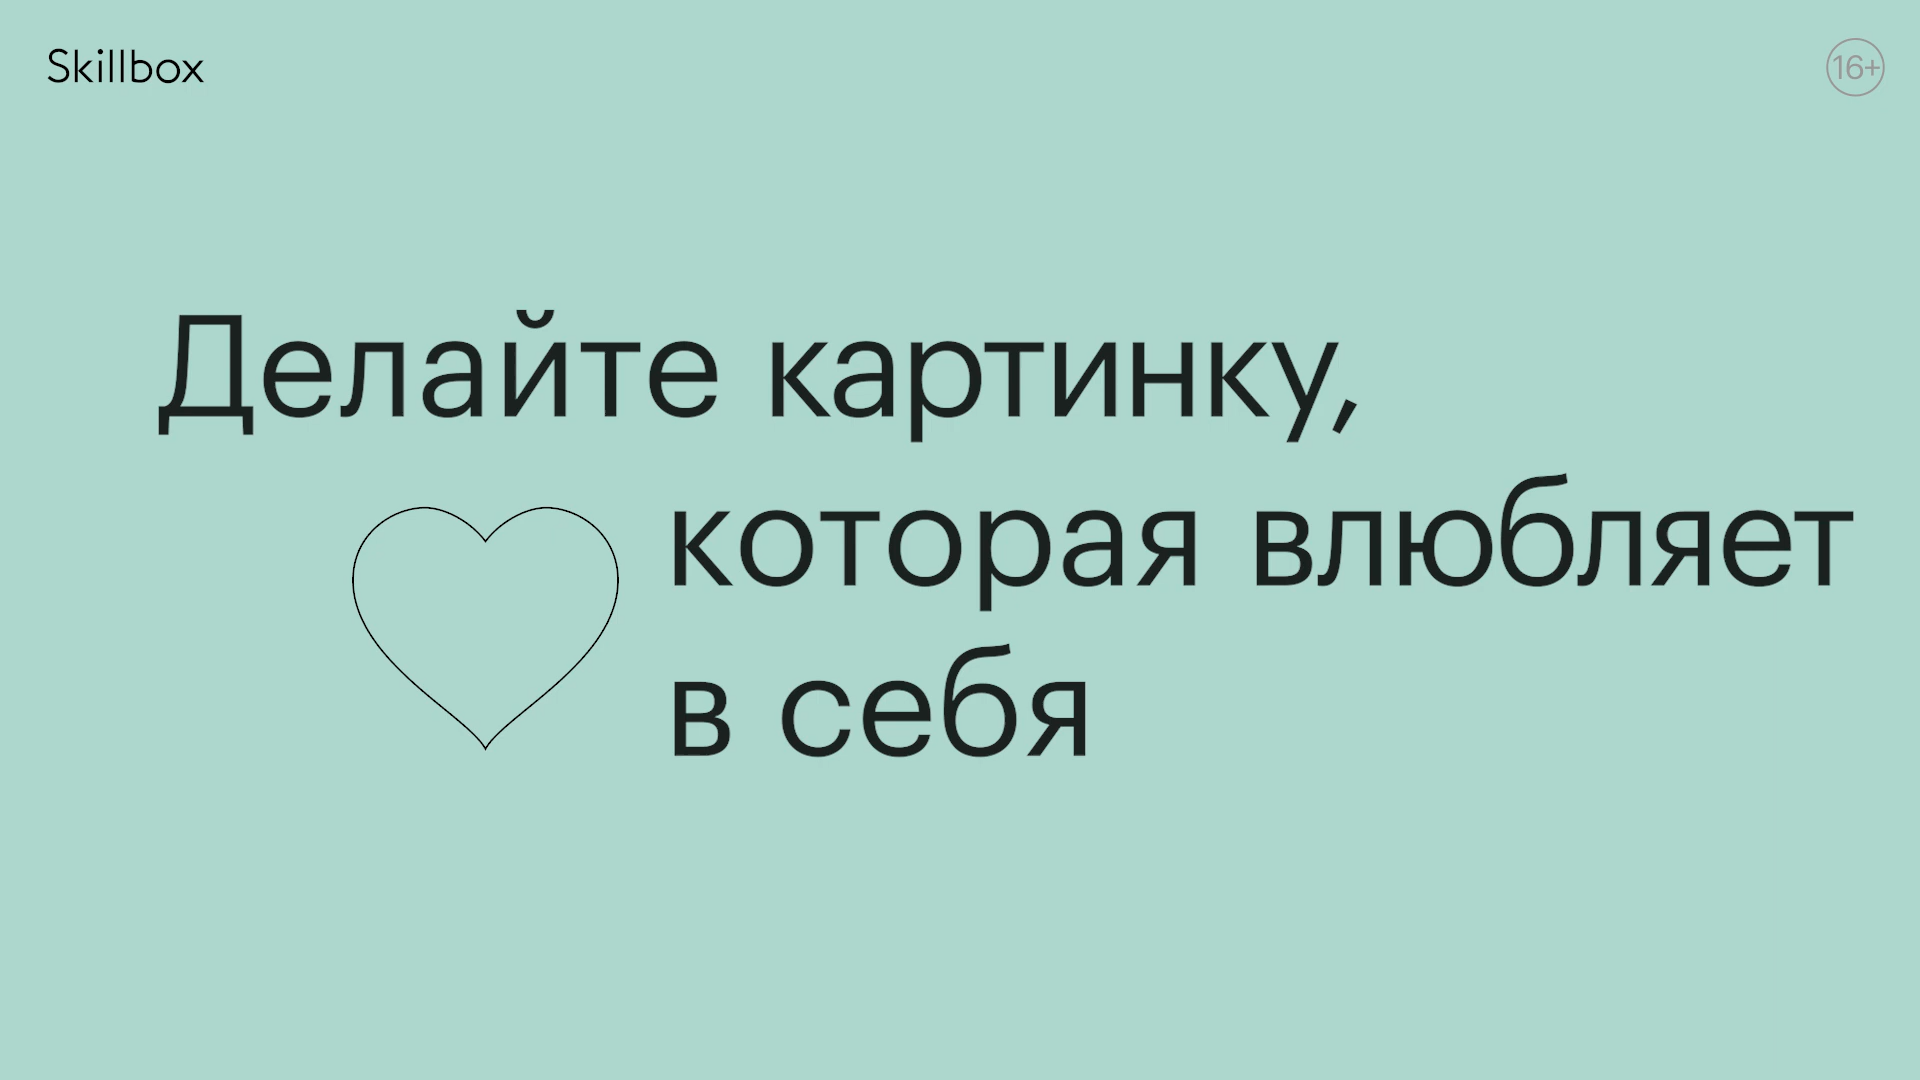 Skillbox
16+
Делайте картинку,
которая влюбляет
в себя